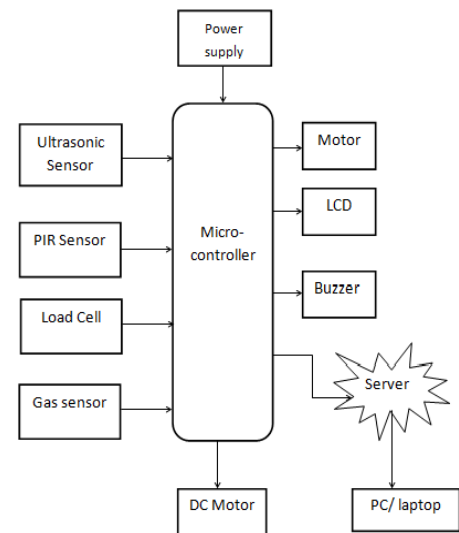 Power
supply
Ultrasonic
Sensor
PIR Sensor
Load Cell
Gas sensor
Micro-
controller
Motor
LCD
Buzzer
Server
DC Motor
PC/ laptop